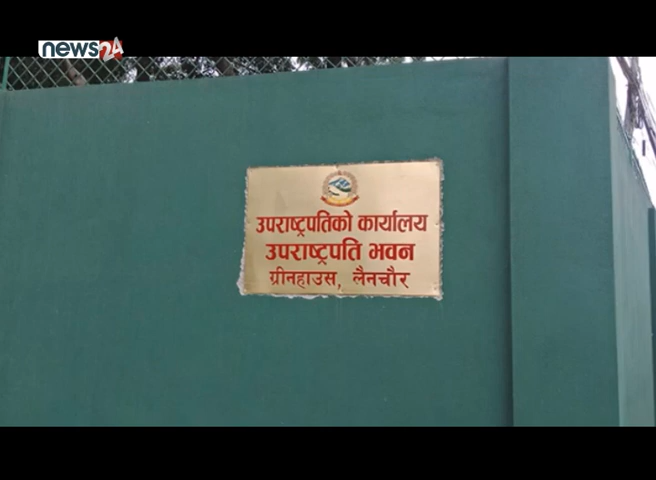 news24
उपराष्ट्रपतिको कार्यालय
उपराष्ट्रपति भवन
ग्रीनहाउस, लैनचौर